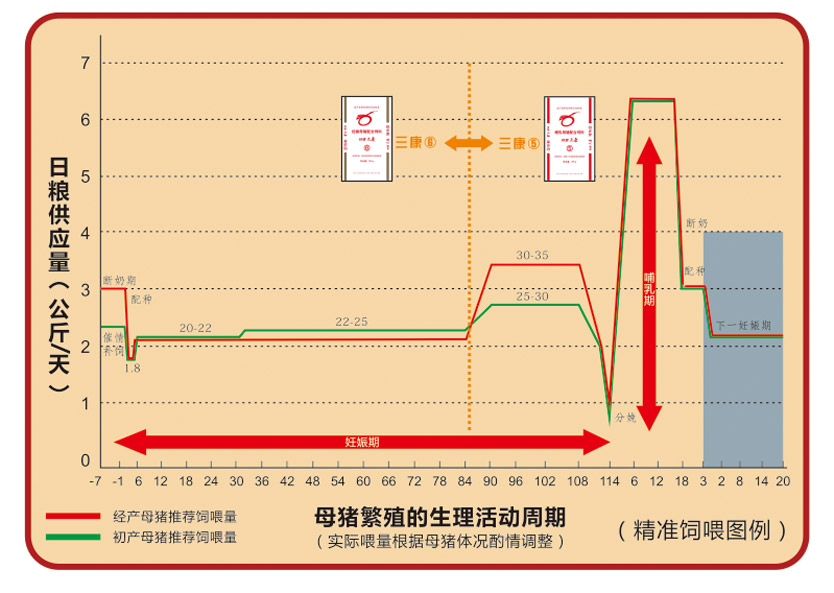 日粮供应量(公斤/天)
7
6
5
4
3
2
1
0
三康⑥
三康⑤
断奶期
配种
催情
补饲
1.8
20-22
22-25
30-35
25-30
哺乳期
分娩
断奶
配种
下一妊娠期
妊娠期
-7 -1 6 12 18 24 30 36 42 48 54 60 66 72 78 84 90 96 102 108 114 6 12 18 3 2 8 14 20
经产母猪推荐饲喂量
初产母猪推荐饲喂量
母猪繁殖的生理活动周期
(实际喂量根据母猪体况酌情调整)
(精准饲喂图例)